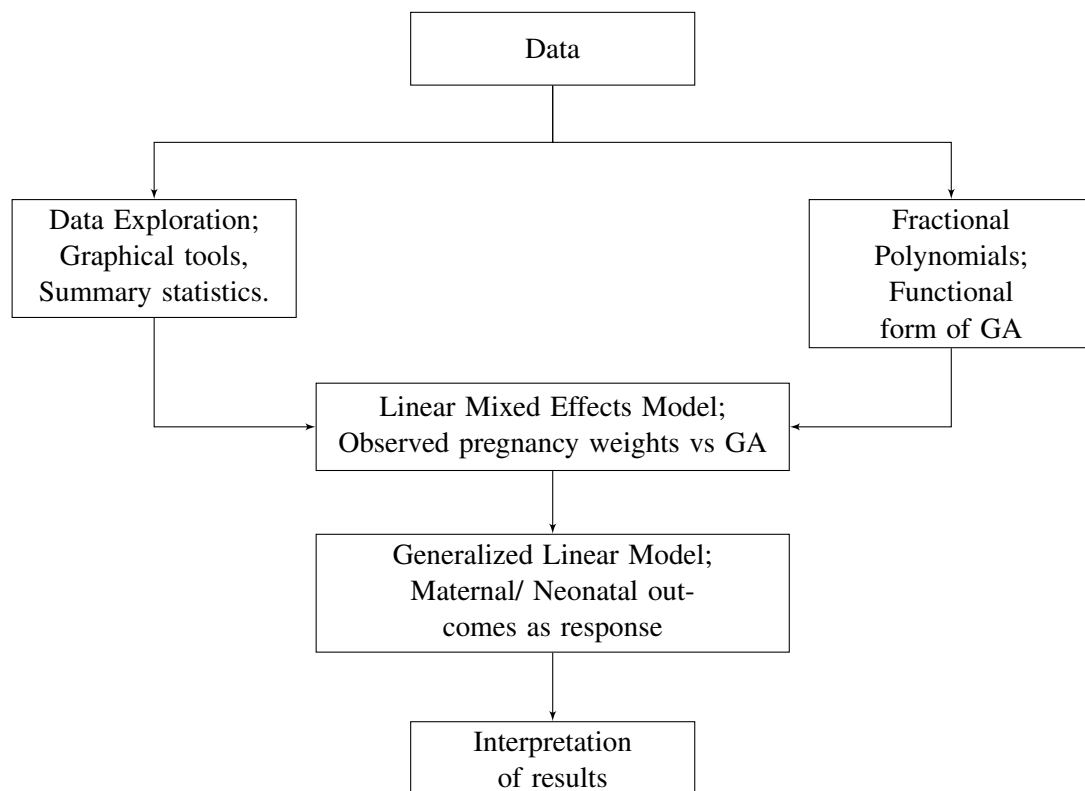 Data
Data Exploration;
Graphical tools,
Summary statistics.
Fractional
Polynomials;
Functional
form of GA
Linear Mixed Effects Model;
Observed pregnancy weights vs GA
Generalized Linear Model;
Maternal/ Neonatal out-
comes as response
Interpretation
of results